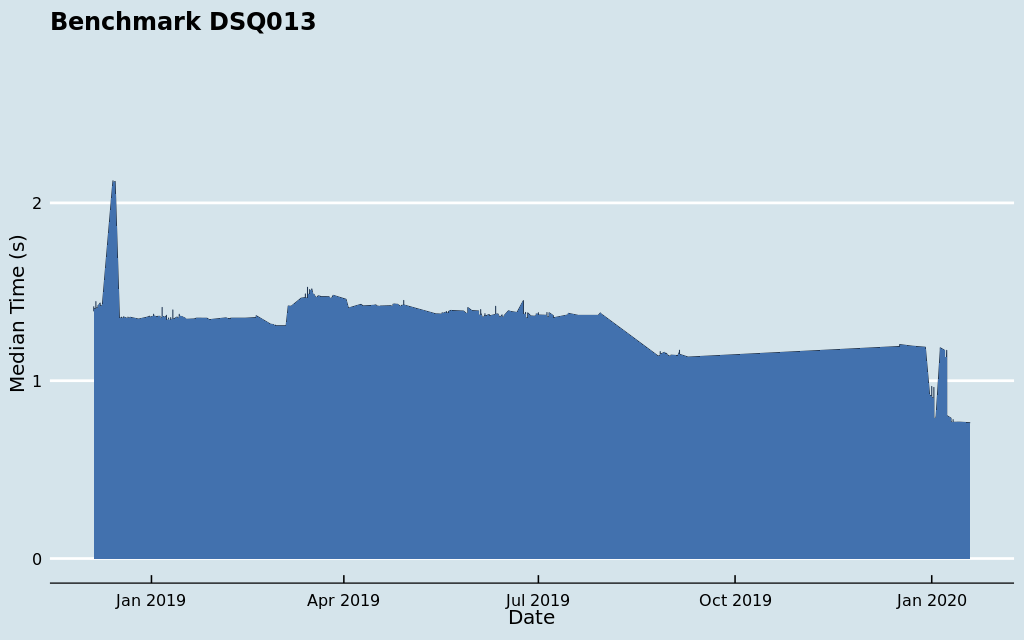 Benchmark DSQ013
Median Time (s)
2
1
0
Jan 2019
Apr 2019
Jul 2019
Oct 2019
Jan 2020
Date